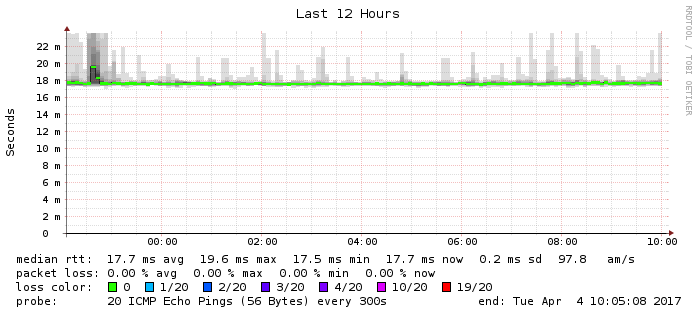 Last 12 Hours
RRDTOOL / TOBI OETIKER
Seconds
22 m
20 m
18 m
16 m
14 m
12 m
10 m
8 m
6 m
4 m
2 m
0
00:00 02:00 04:00 06:00 08:00 10:00
median rtt: 17.7 ms avg 19.6 ms max 17.5 ms min 17.7 ms now 0.2 ms sd 97.8 am/s
packet loss: 0.00 % avg 0.00 % max 0.00 % min 0.00 % now
loss color: 0 1/20 2/20 3/20 4/20 10/20 19/20
probe: 20 ICMP Echo Pings (56 Bytes) every 300s end: Tue Apr 4 10:05:08 2017